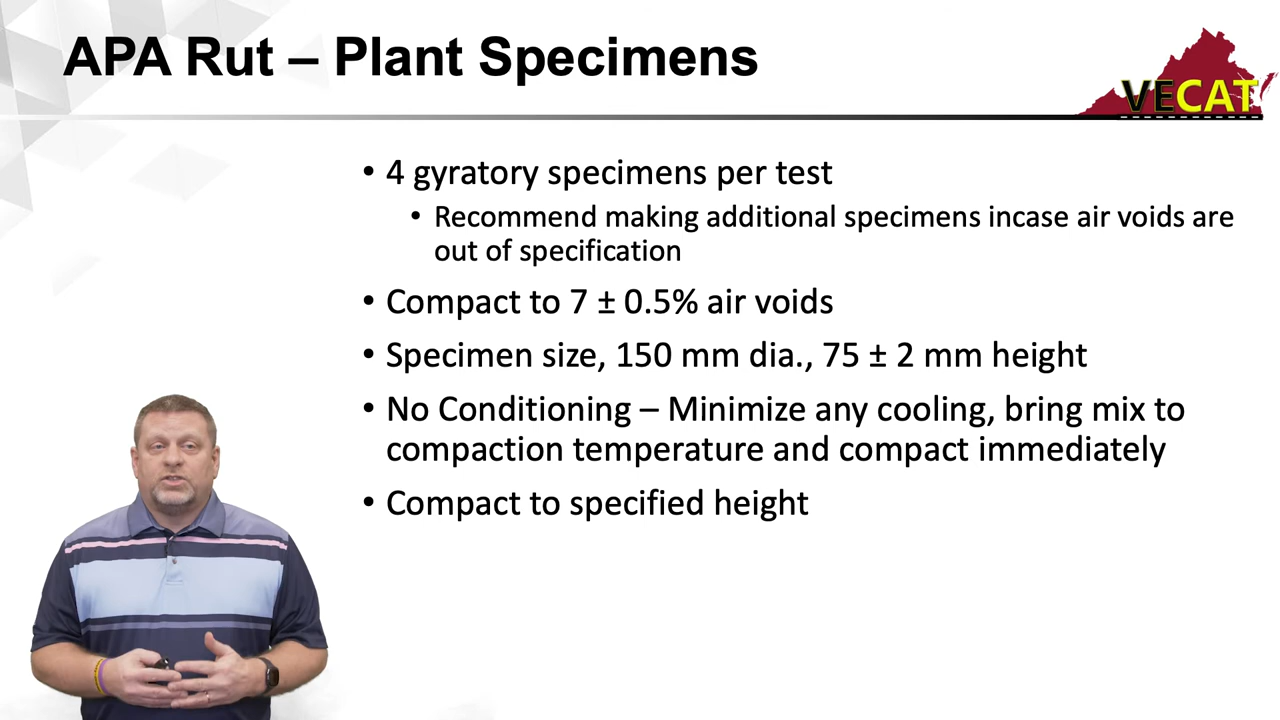 APA Rut – Plant Specimens
VECAT
• 4 gyratory specimens per test
• Recommend making additional specimens incase air voids are
out of specification
• Compact to 7 ± 0.5% air voids
• Specimen size, 150 mm dia., 75 ± 2 mm height
• No Conditioning – Minimize any cooling, bring mix to
compaction temperature and compact immediately
• Compact to specified height